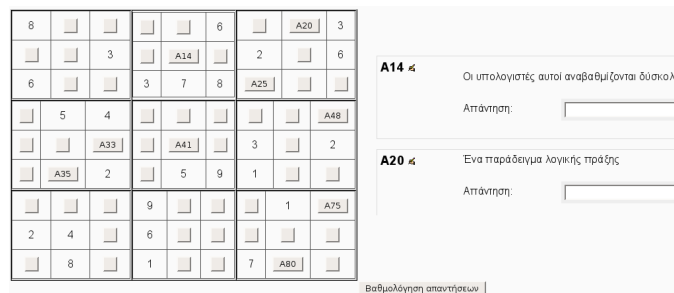 8 6 A20 3
3 A14 2 6
6 3 7 8 A25
5 4 A48
A33 A41 3 2
A35 2 5 9 1
9 1 A75
2 4 6
8 1 7 A80
A14
Οι υπολογιστές αυτοί αναβαθμίζονται δύσκολ
Απάντηση:
A20
Ένα παράδειγμα λογικής πράξης
Απάντηση:
Βαθμολόγηση απαντήσεων